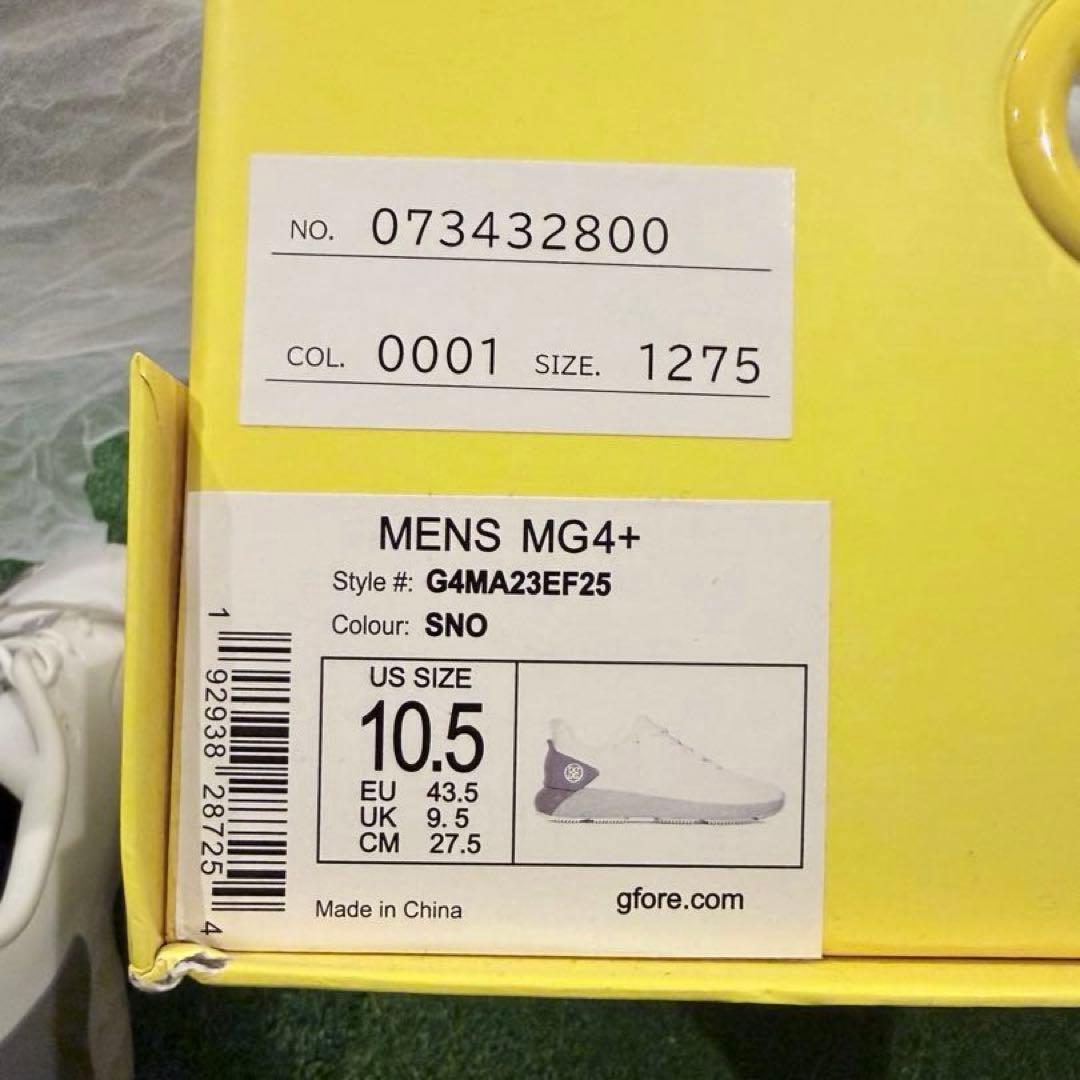 NO. 073432800
COL. 0001 SIZE. 1275
MENS MG4+
Style #: G4MA23EF25
Colour: SNO
US SIZE
10.5
EU 43.5
UK 9.5
CM 27.5
1 92938 28725 4
Made in China
gfore.com